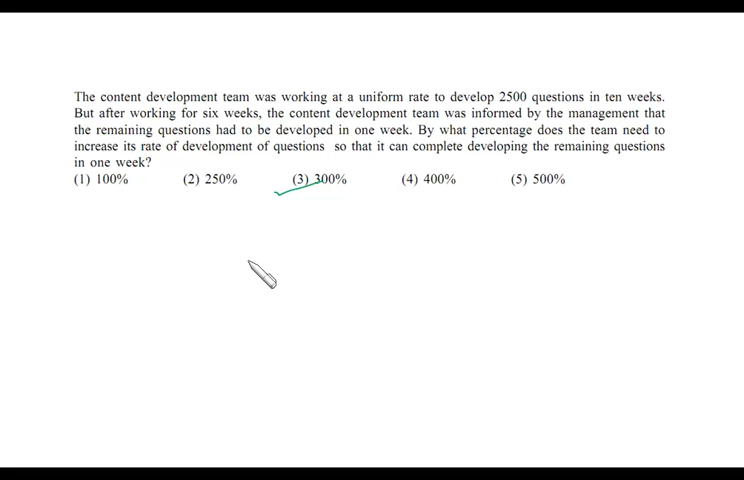 The content development team was working at a uniform rate to develop 2500 questions in ten weeks.
But after working for six weeks, the content development team was informed by the management that
the remaining questions had to be developed in one week. By what percentage does the team need to
increase its rate of development of questions so that it can complete developing the remaining questions
in one week?
(1) 100% (2) 250% (3) 300% (4) 400% (5) 500%